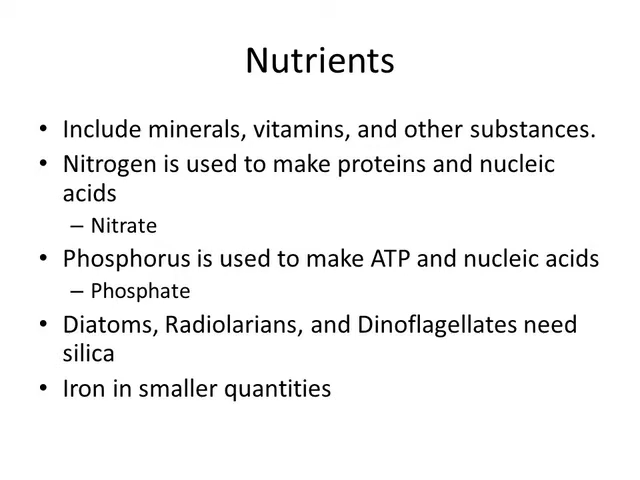 Nutrients
• Include minerals, vitamins, and other substances.
• Nitrogen is used to make proteins and nucleic
acids
– Nitrate
• Phosphorus is used to make ATP and nucleic acids
– Phosphate
• Diatoms, Radiolarians, and Dinoflagellates need
silica
• Iron in smaller quantities